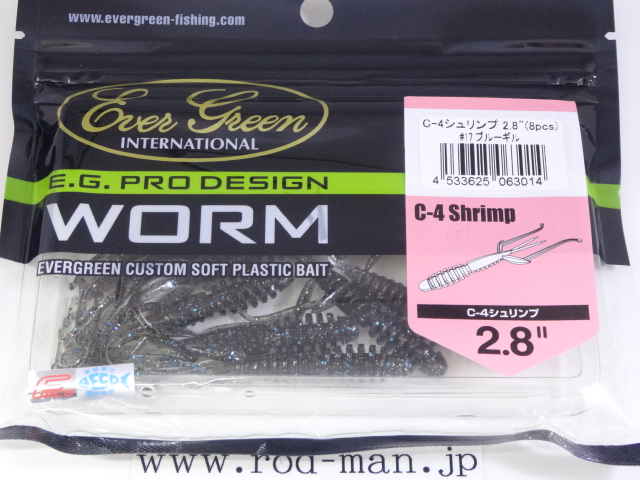 www.evergreen-fishing.com
Ever Green
INTERNATIONAL
E.G. PRO DESIGN
WORM
EVERGREEN CUSTOM SOFT PLASTIC BAIT
C-4シュリンプ 2.8"(8pcs)
#17 ブルーギル
4 533625 063014
C-4 Shrimp
C-4シュリンプ
2.8"
www.rod-man.jp